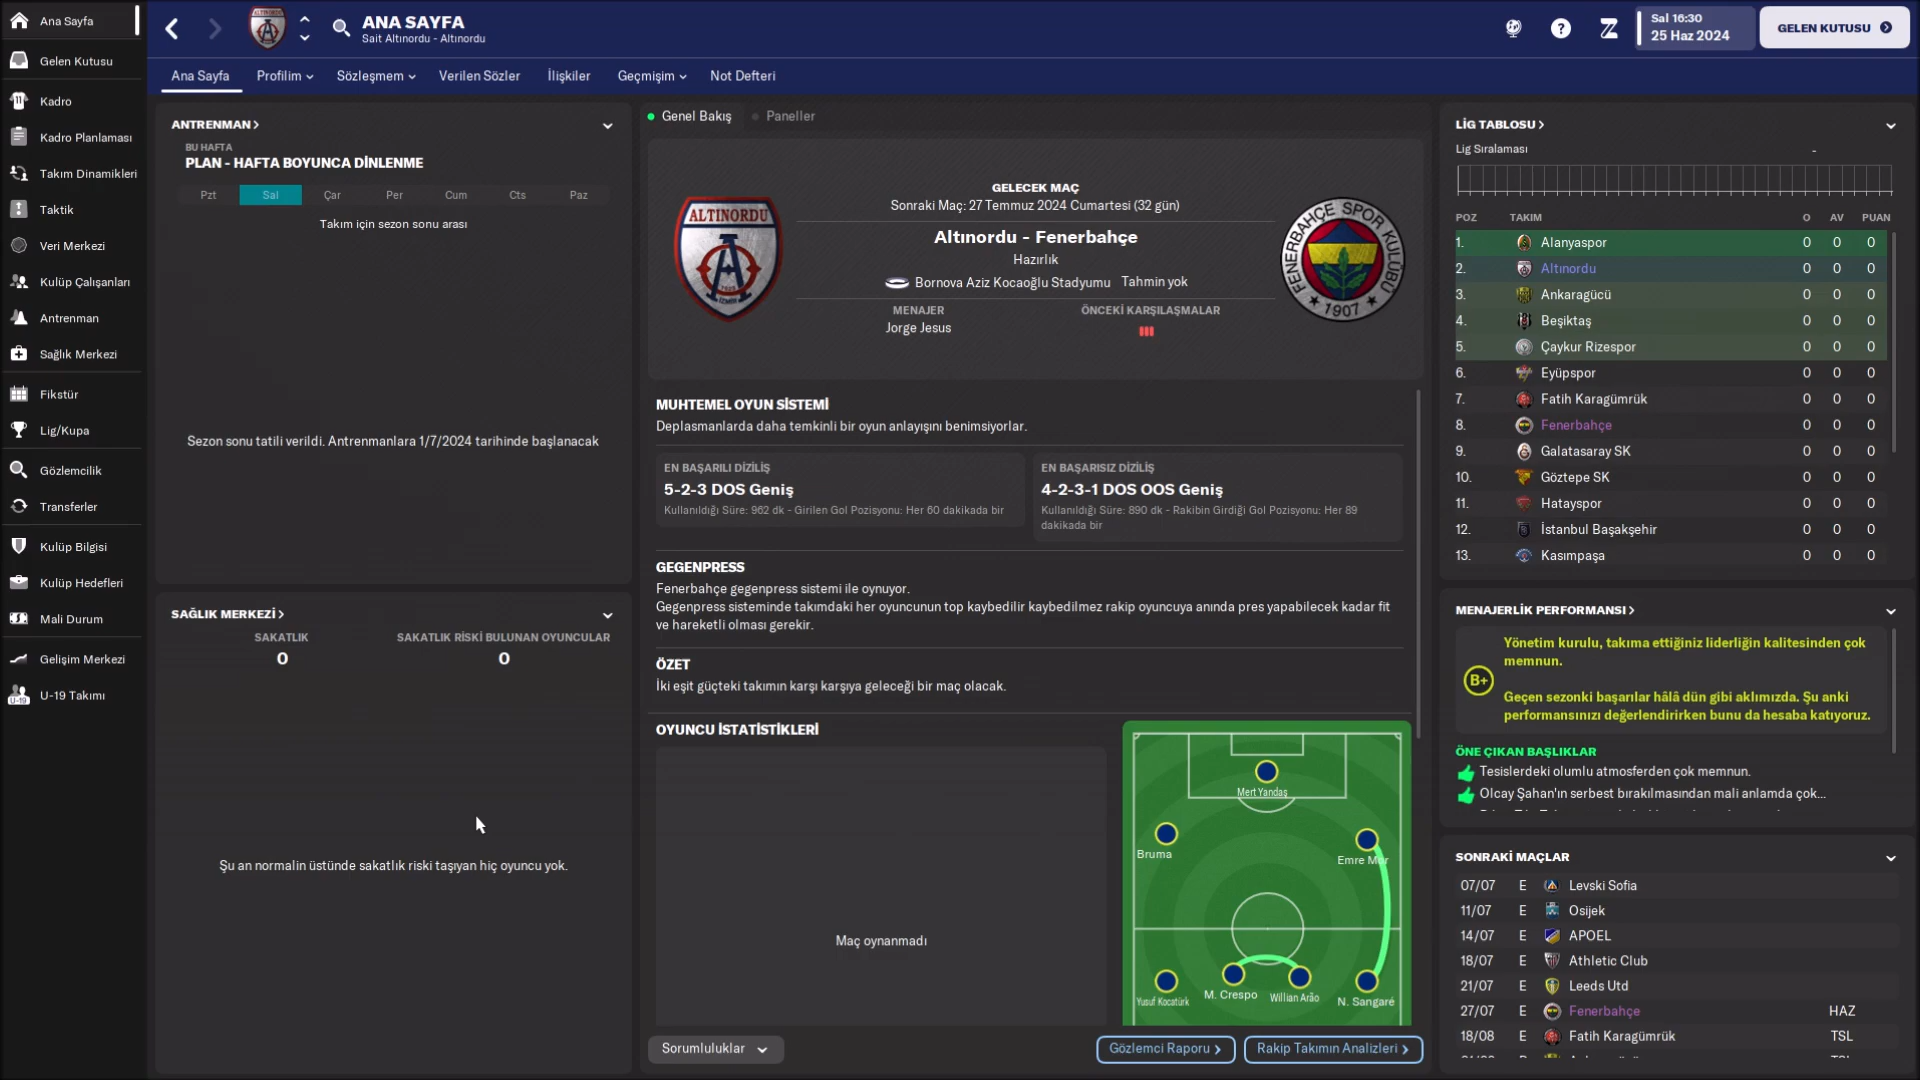 Ana Sayfa
Gelen Kutusu
Kadro
Kadro Planlaması
Takım Dinamikleri
Taktik
Veri Merkezi
Kulüp Çalışanları
Antrenman
Sağlık Merkezi
Fikstür
Lig/Kupa
Gözlemcilik
Transferler
Kulüp Bilgisi
Kulüp Hedefleri
Mali Durum
Gelişim Merkezi
U-19 Takımı
ANA SAYFA
Sait Altınordu - Altınordu
Sal 16:30
25 Haz 2024
GELEN KUTUSU
Ana Sayfa Profilim Sözleşmem Verilen Sözler İlişkiler Geçmişim Not Defteri
ANTRENMAN
BU HAFTA
PLAN - HAFTA BOYUNCA DİNLENME
Pzt Sal Çar Per Cum Cts Paz
Takım için sezon sonu arası
Sezon sonu tatili verildi. Antrenmanlara 1/7/2024 tarihinde başlanacak
SAĞLIK MERKEZİ
SAKATLIK SAKATLIK RİSKİ BULUNAN OYUNCULAR
0 0
Şu an normalin üstünde sakatlık riski taşıyan hiç oyuncu yok.
Genel Bakış Paneller
ALTINORDU
FENERBAHÇE SPOR KULÜBÜ
1907
GELECEK MAÇ
Sonraki Maç: 27 Temmuz 2024 Cumartesi (32 gün)
Altınordu - Fenerbahçe
Hazırlık
Bornova Aziz Kocaoğlu Stadyumu Tahmin yok
MENAJER ÖNCEKİ KARŞILAŞMALAR
Jorge Jesus
MUHTEMEL OYUN SİSTEMİ
Deplasmanlarda daha temkinli bir oyun anlayışını benimsiyorlar.
EN BAŞARILI DİZİLİŞ
5-2-3 DOS Geniş
Kullanıldığı Süre: 962 dk - Girilen Gol Pozisyonu: Her 60 dakikada bir
EN BAŞARISIZ DİZİLİŞ
4-2-3-1 DOS OOS Geniş
Kullanıldığı Süre: 890 dk - Rakibin Girdiği Gol Pozisyonu: Her 89
dakikada bir
GEGENPRESS
Fenerbahçe gegenpress sistemi ile oynuyor.
Gegenpress sisteminde takımdaki her oyuncunun top kaybedilir kaybedilmez rakip oyuncuya anında pres yapabilecek kadar fit
ve hareketli olması gerekir.
ÖZET
İki eşit güçteki takımın karşı karşıya geleceği bir maç olacak.
OYUNCU İSTATİSTİKLERİ
Maç oynanmadı
Mert Yandaş
Bruma
Emre Mor
Yusuf Kocatürk
M. Crespo
Willian Arão
N. Sangaré
Sorumluluklar
Gözlemci Raporu
Rakip Takımın Analizleri
LİG TABLOSU
Lig Sıralaması -
POZ TAKIM O AV PUAN
1. Alanyaspor 0 0 0
2. Altınordu 0 0 0
3. Ankaragücü 0 0 0
4. Beşiktaş 0 0 0
5. Çaykur Rizespor 0 0 0
6. Eyüpspor 0 0 0
7. Fatih Karagümrük 0 0 0
8. Fenerbahçe 0 0 0
9. Galatasaray SK 0 0 0
10. Göztepe SK 0 0 0
11. Hatayspor 0 0 0
12. İstanbul Başakşehir 0 0 0
13. Kasımpaşa 0 0 0
MENAJERLİK PERFORMANSI
B+
Yönetim kurulu, takıma ettiğiniz liderliğin kalitesinden çok
memnun.
Geçen sezonki başarılar hâlâ dün gibi aklımızda. Şu anki
performansınızı değerlendirirken bunu da hesaba katıyoruz.
ÖNE ÇIKAN BAŞLIKLAR
Tesislerdeki olumlu atmosferden çok memnun.
Olcay Şahan'ın serbest bırakılmasından mali anlamda çok...
SONRAKİ MAÇLAR
07/07 E Levski Sofia
11/07 E Osijek
14/07 E APOEL
18/07 E Athletic Club
21/07 E Leeds Utd
27/07 E Fenerbahçe HAZ
18/08 E Fatih Karagümrük TSL